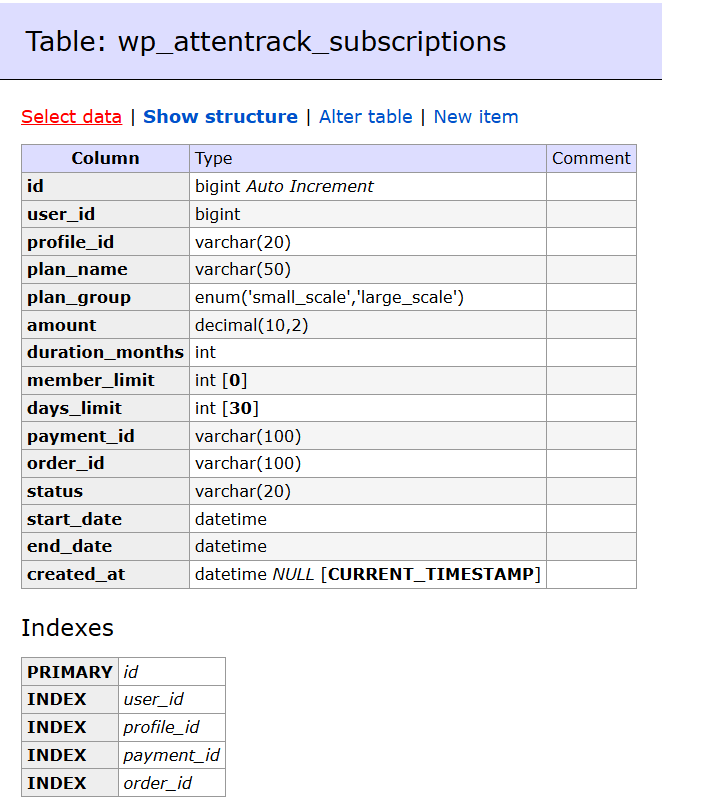 Table: wp_attentrack_subscriptions
Select data | Show structure | Alter table | New item
Column Type Comment
id bigint Auto Increment
user_id bigint
profile_id varchar(20)
plan_name varchar(50)
plan_group enum('small_scale','large_scale')
amount decimal(10,2)
duration_months int
member_limit int [0]
days_limit int [30]
payment_id varchar(100)
order_id varchar(100)
status varchar(20)
start_date datetime
end_date datetime
created_at datetime NULL [CURRENT_TIMESTAMP]
Indexes
PRIMARY id
INDEX user_id
INDEX profile_id
INDEX payment_id
INDEX order_id